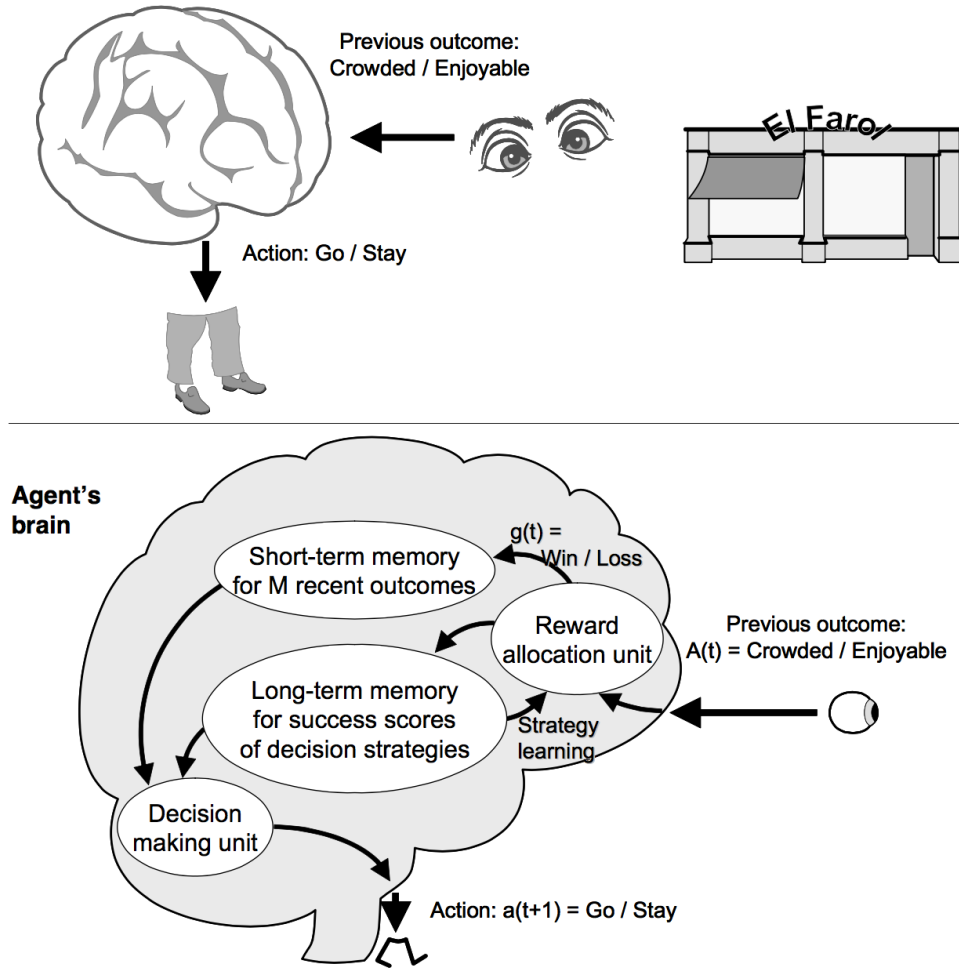 Previous outcome:
Crowded / Enjoyable
El Farol
Action: Go / Stay
Agent's
brain
g(t) =
Win / Loss
Short-term memory
for M recent outcomes
Reward
allocation unit
Previous outcome:
A(t) = Crowded / Enjoyable
Long-term memory
for success scores
of decision strategies
Strategy
learning
Decision
making unit
Action: a(t+1) = Go / Stay